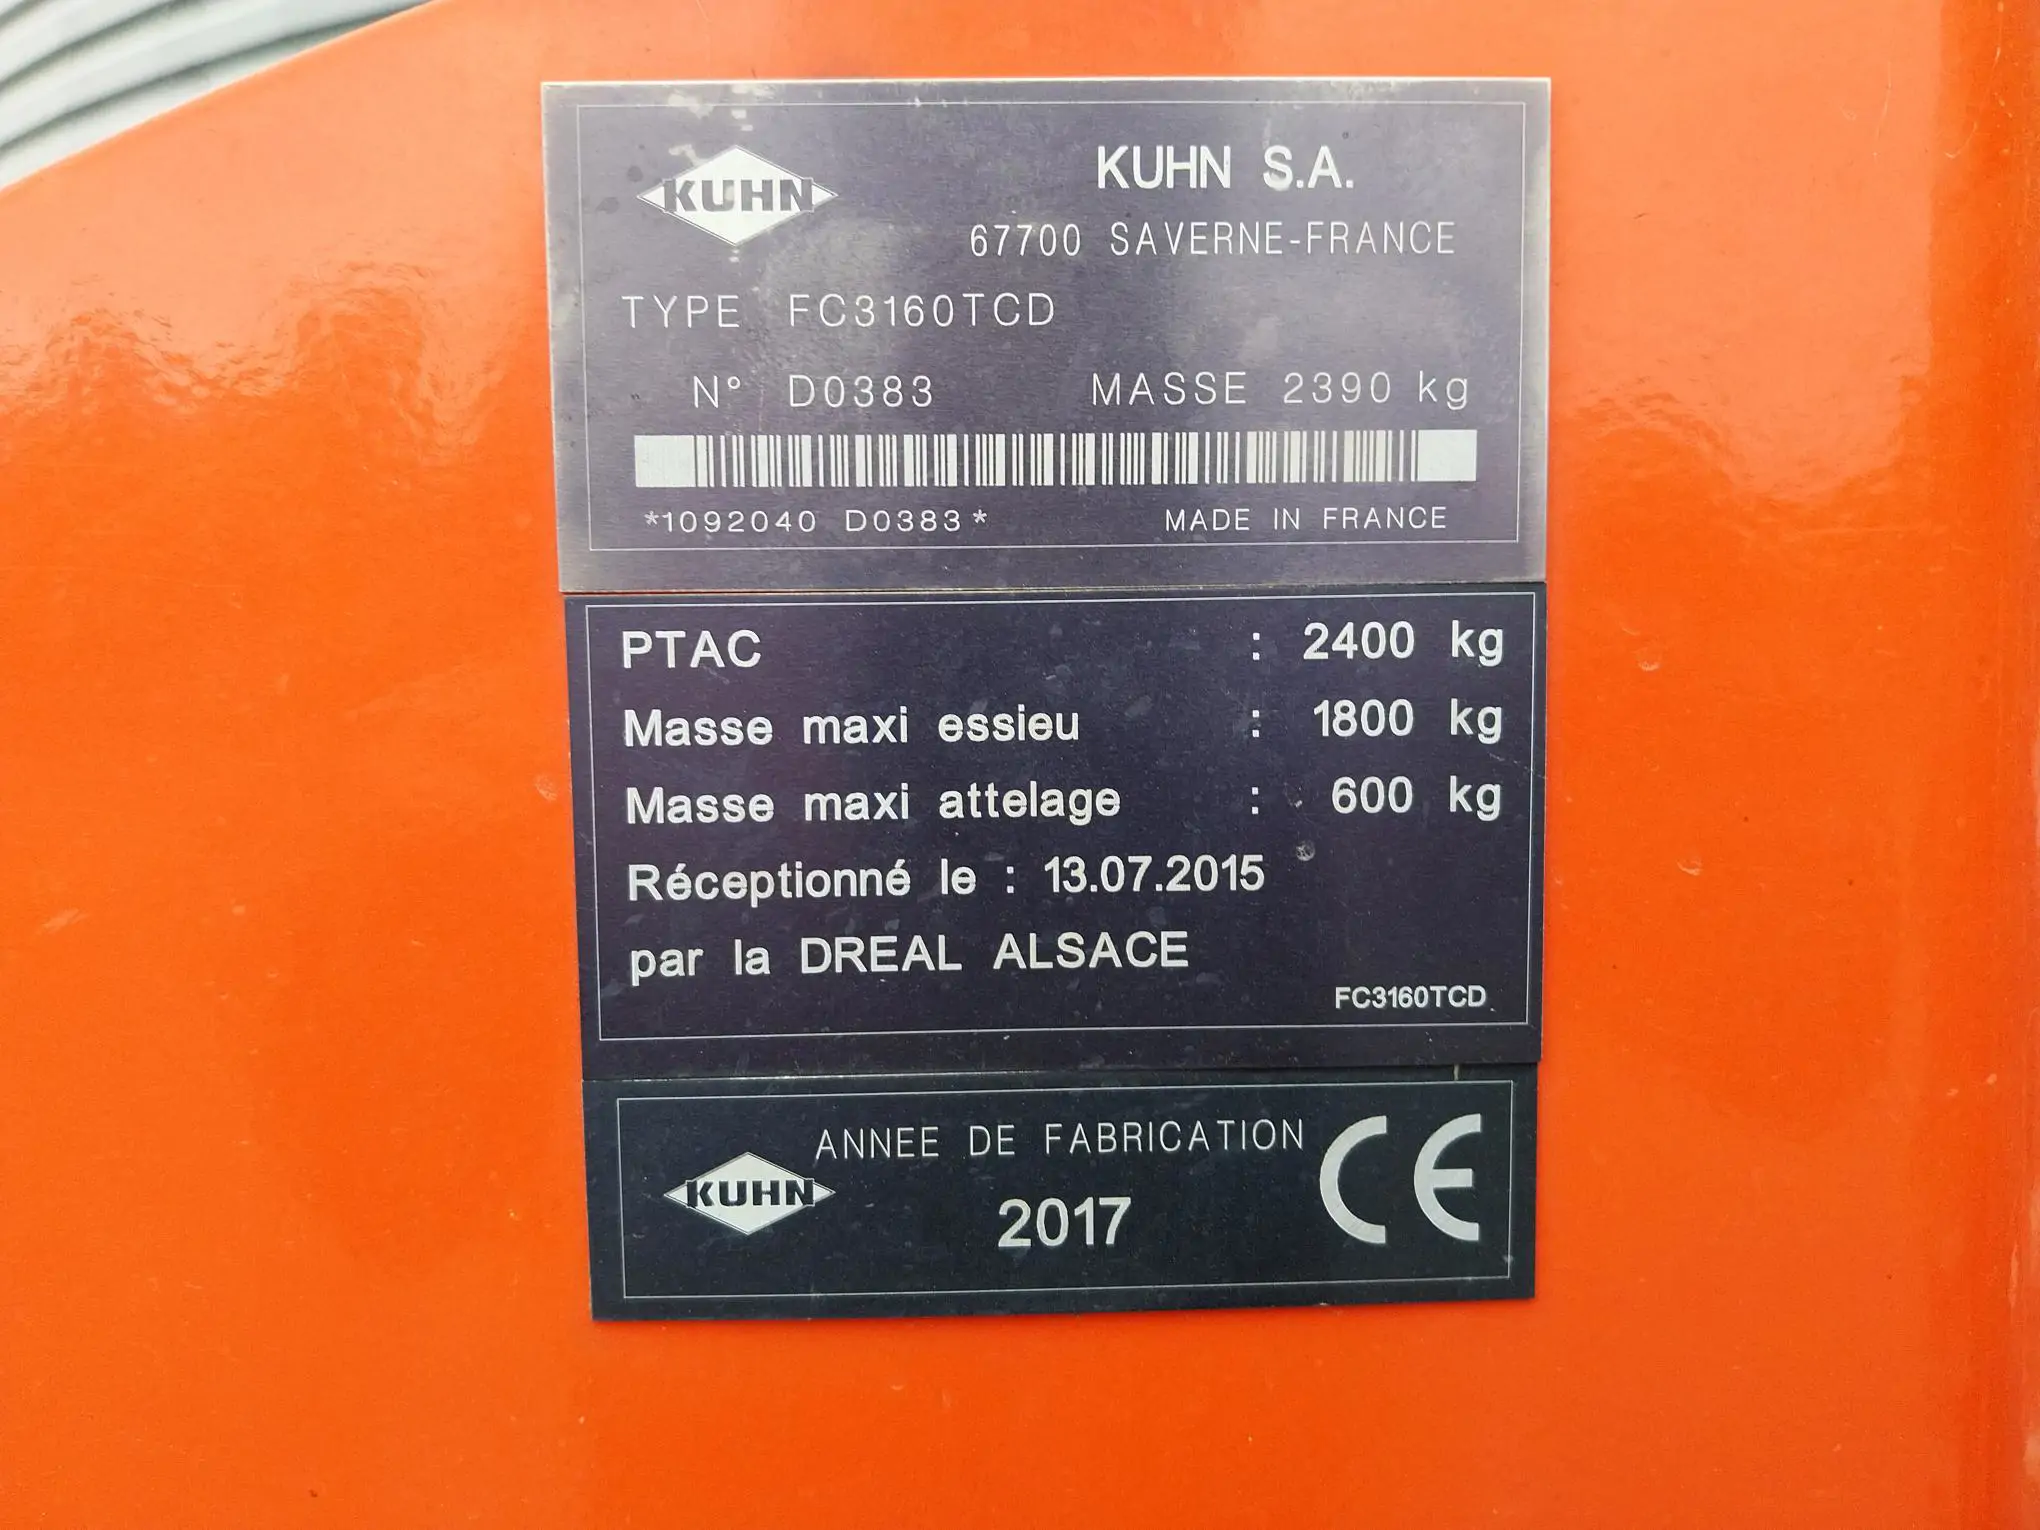 KUHN
KUHN S.A.
67700 SAVERNE-FRANCE
TYPE FC3160TCD
N° D0383 MASSE 2390 kg
*1092040 D0383* MADE IN FRANCE
PTAC : 2400 kg
Masse maxi essieu : 1800 kg
Masse maxi attelage : 600 kg
Réceptionné le : 13.07.2015
par la DREAL ALSACE
FC3160TCD
KUHN
ANNEE DE FABRICATION
2017
CE